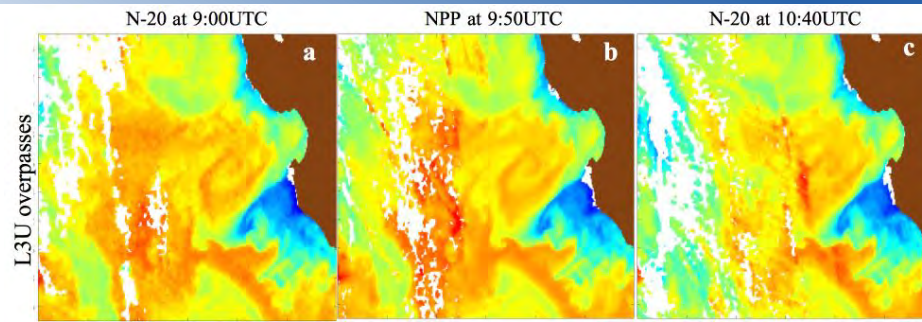 N-20 at 9:00UTC
NPP at 9:50UTC
N-20 at 10:40UTC
L3U overpasses
a
b
c